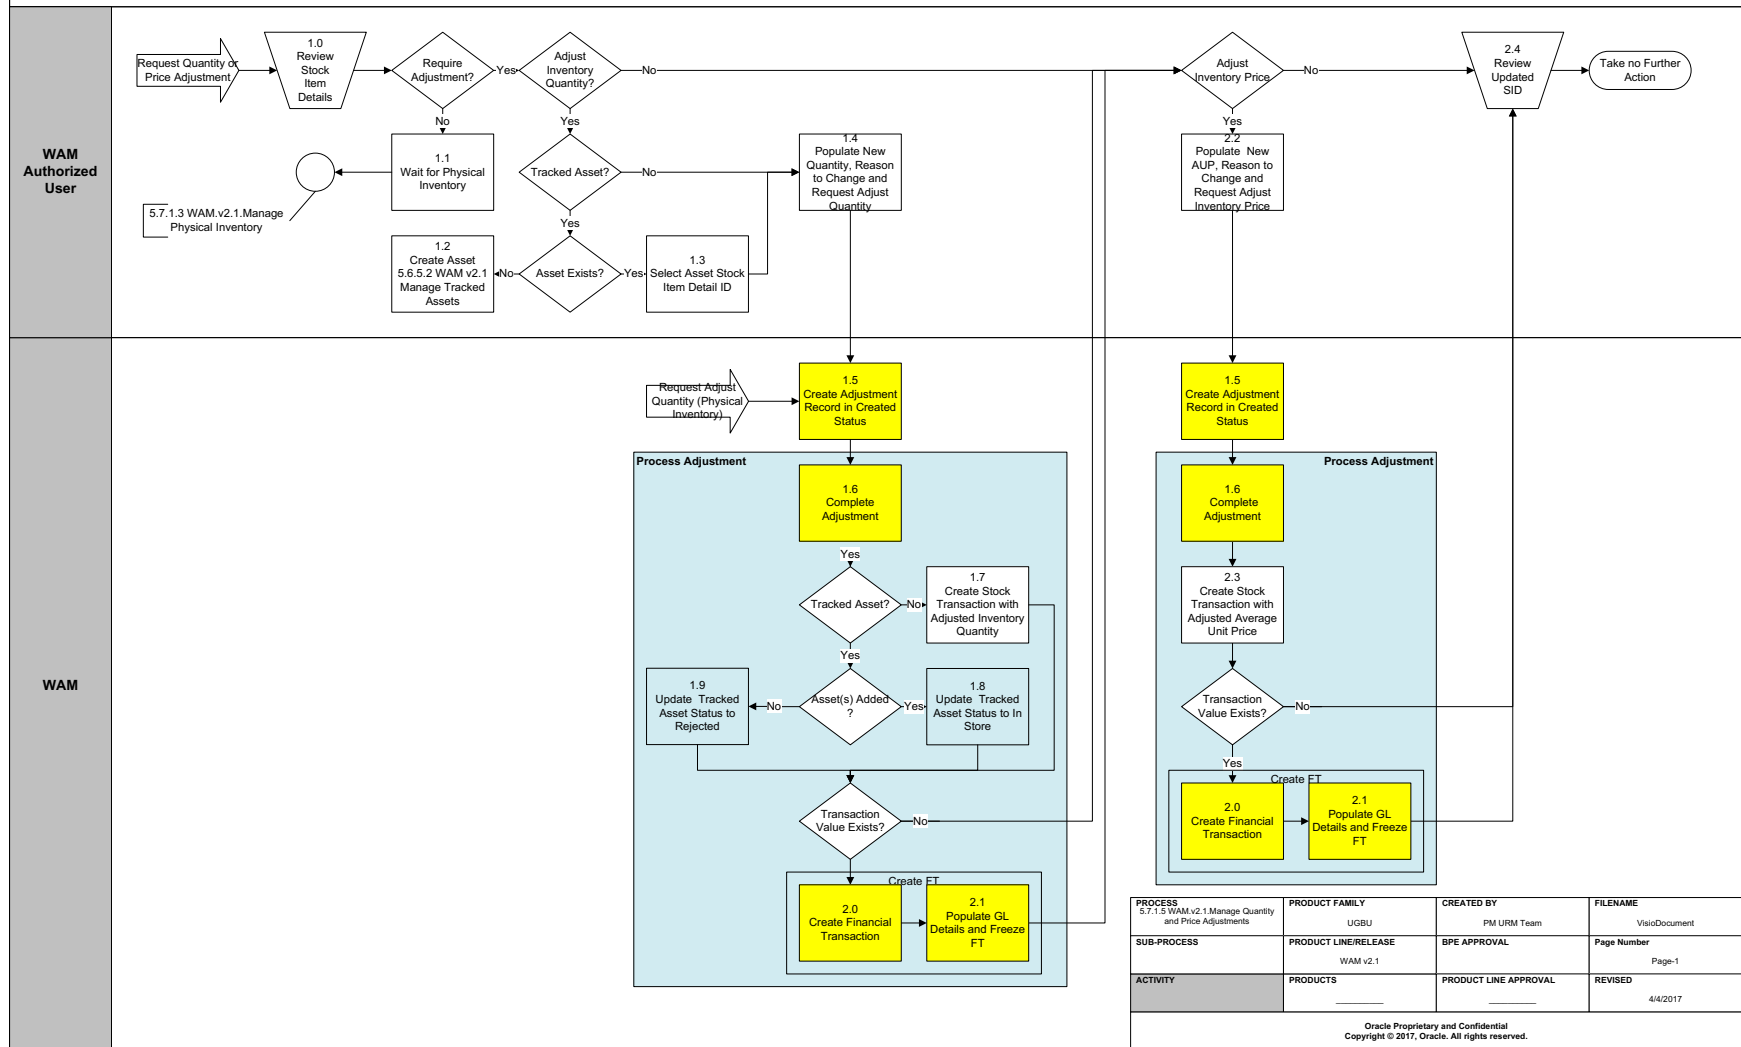 WAM
Authorized
User
Request Quantity or
Price Adjustment
1.0
Review
Stock
Item
Details
Require
Adjustment?
Yes
Adjust
Inventory
Quantity?
No
Adjust
Inventory Price
No
2.4
Review
Updated
SID
Take no Further
Action
No
Yes
Yes
1.1
Wait for Physical
Inventory
Tracked Asset?
No
1.4
Populate New
Quantity, Reason
to Change and
Request Adjust
Quantity
2.2
Populate  New
AUP, Reason to
Change and
Request Adjust
Inventory Price
5.7.1.3 WAM.v2.1.Manage
Physical Inventory
Yes
1.2
Create Asset
5.6.5.2 WAM v2.1
Manage Tracked
Assets
No
Asset Exists?
Yes
1.3
Select Asset Stock
Item Detail ID
WAM
Request Adjust
Quantity (Physical
Inventory)
1.5
Create Adjustment
Record in Created
Status
1.5
Create Adjustment
Record in Created
Status
Process Adjustment
Process Adjustment
1.6
Complete
Adjustment
1.6
Complete
Adjustment
Yes
Tracked Asset?
No
1.7
Create Stock
Transaction with
Adjusted Inventory
Quantity
2.3
Create Stock
Transaction with
Adjusted Average
Unit Price
Yes
1.9
Update  Tracked
Asset Status to
Rejected
No
Asset(s) Added
?
Yes
1.8
Update  Tracked
Asset Status to In
Store
Transaction
Value Exists?
No
Yes
Transaction
Value Exists?
No
Create FT
2.0
Create Financial
Transaction
2.1
Populate GL
Details and Freeze
FT
Create FT
2.0
Create Financial
Transaction
2.1
Populate GL
Details and Freeze
FT
PROCESS
5.7.1.5 WAM.v2.1.Manage Quantity
and Price Adjustments
PRODUCT FAMILY
UGBU
CREATED BY
PM URM Team
FILENAME
VisioDocument
SUB-PROCESS
PRODUCT LINE/RELEASE
WAM v2.1
BPE APPROVAL
Page Number
Page-1
ACTIVITY
PRODUCTS
__________
PRODUCT LINE APPROVAL
__________
REVISED
4/4/2017
Oracle Proprietary and Confidential
Copyright © 2017, Oracle. All rights reserved.